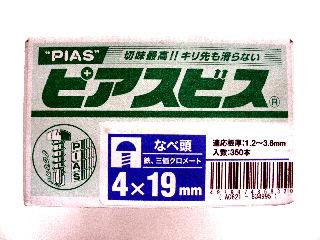 "PIAS" 切味最高!! キリ先も滑らない
ピアスビス®
PIAS
なべ頭
鉄、三価クロメート
4×19mm
適応板厚:1.2〜3.6mm
入数:350本